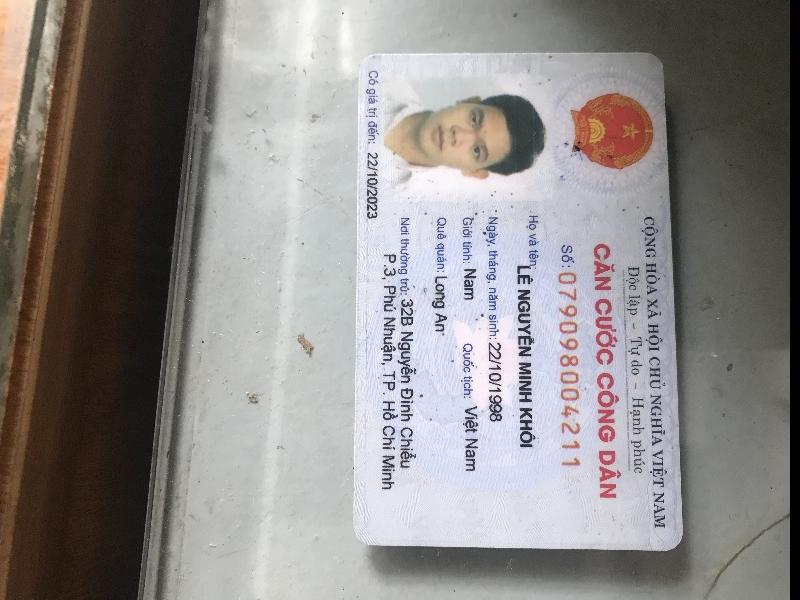 CỘNG HÒA XÃ HỘI CHỦ NGHĨA VIỆT NAM
Độc lập - Tự do - Hạnh phúc
CĂN CƯỚC CÔNG DÂN
Số: 079098004211
Họ và tên:
LÊ NGUYỄN MINH KHÔI
Ngày, tháng, năm sinh: 22/10/1998
Giới tính: Nam Quốc tịch: Việt Nam
Quê quán: Long An
Nơi thường trú: 32B Nguyễn Đình Chiểu
P.3, Phú Nhuận, TP. Hồ Chí Minh
Có giá trị đến: 22/10/2023